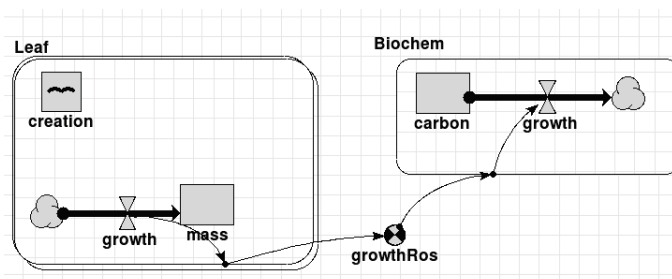 Leaf
Biochem
creation
carbon
growth
growth
mass
growthRos